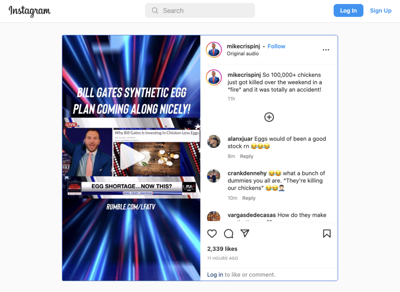 Instagram
Search
Log In
Sign Up
BILL GATES SYNTHETIC EGG
PLAN COMING ALONG NICELY!
Why Bill Gates Is Investing In Chicken-Less Eggs
EGG SHORTAGE...NOW THIS?
RUMBLE.COM/LFATV
mikecrispinj • Follow
Original audio
mikecrispinj So 100,000+ chickens
just got killed over the weekend in a
"fire" and it was totally an accident!
11h
alanxjuar Eggs would of been a good
stock rn 😂😂😂
8m Reply
crankdennehy 😂😂 what a bunch of
dummies you all are. "They're killing
our chickens" 😂😂🤦🏻‍♂️
10m Reply
vargasdedecasas How do they make
2,339 likes
11 HOURS AGO
Log in to like or comment.